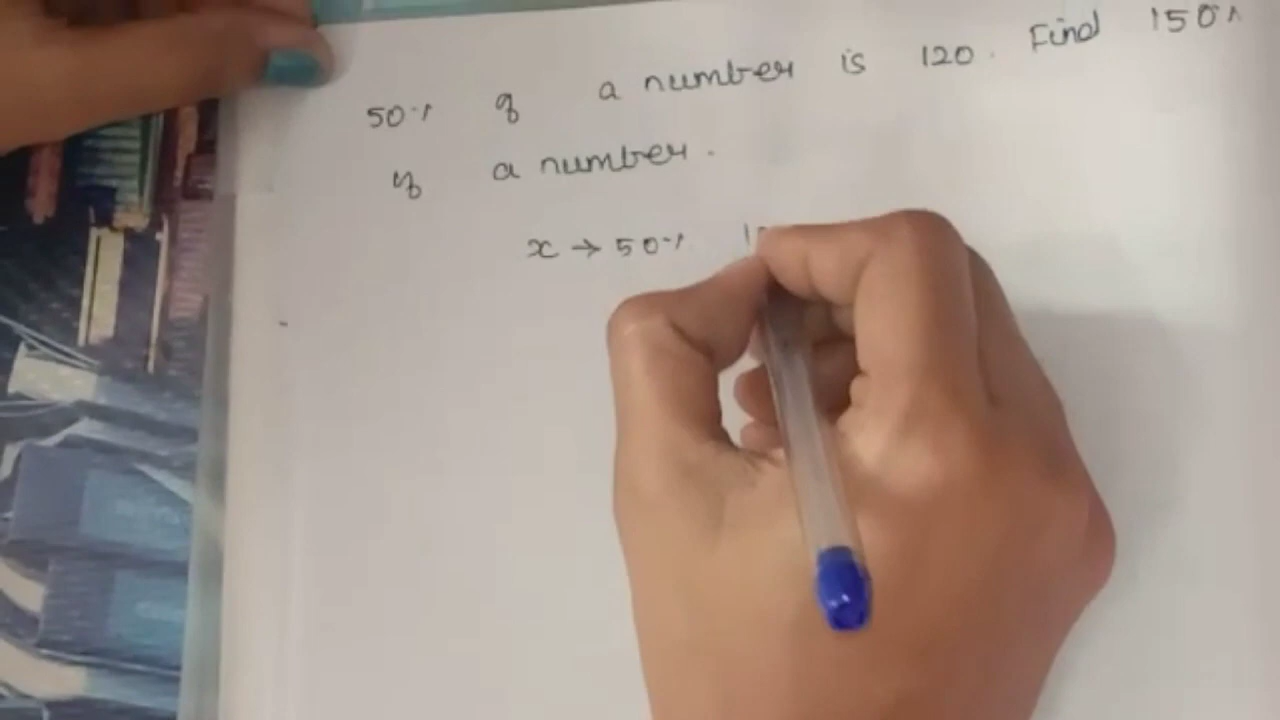 50% of a number is 120. Find 150%
of a number.
x → 50%